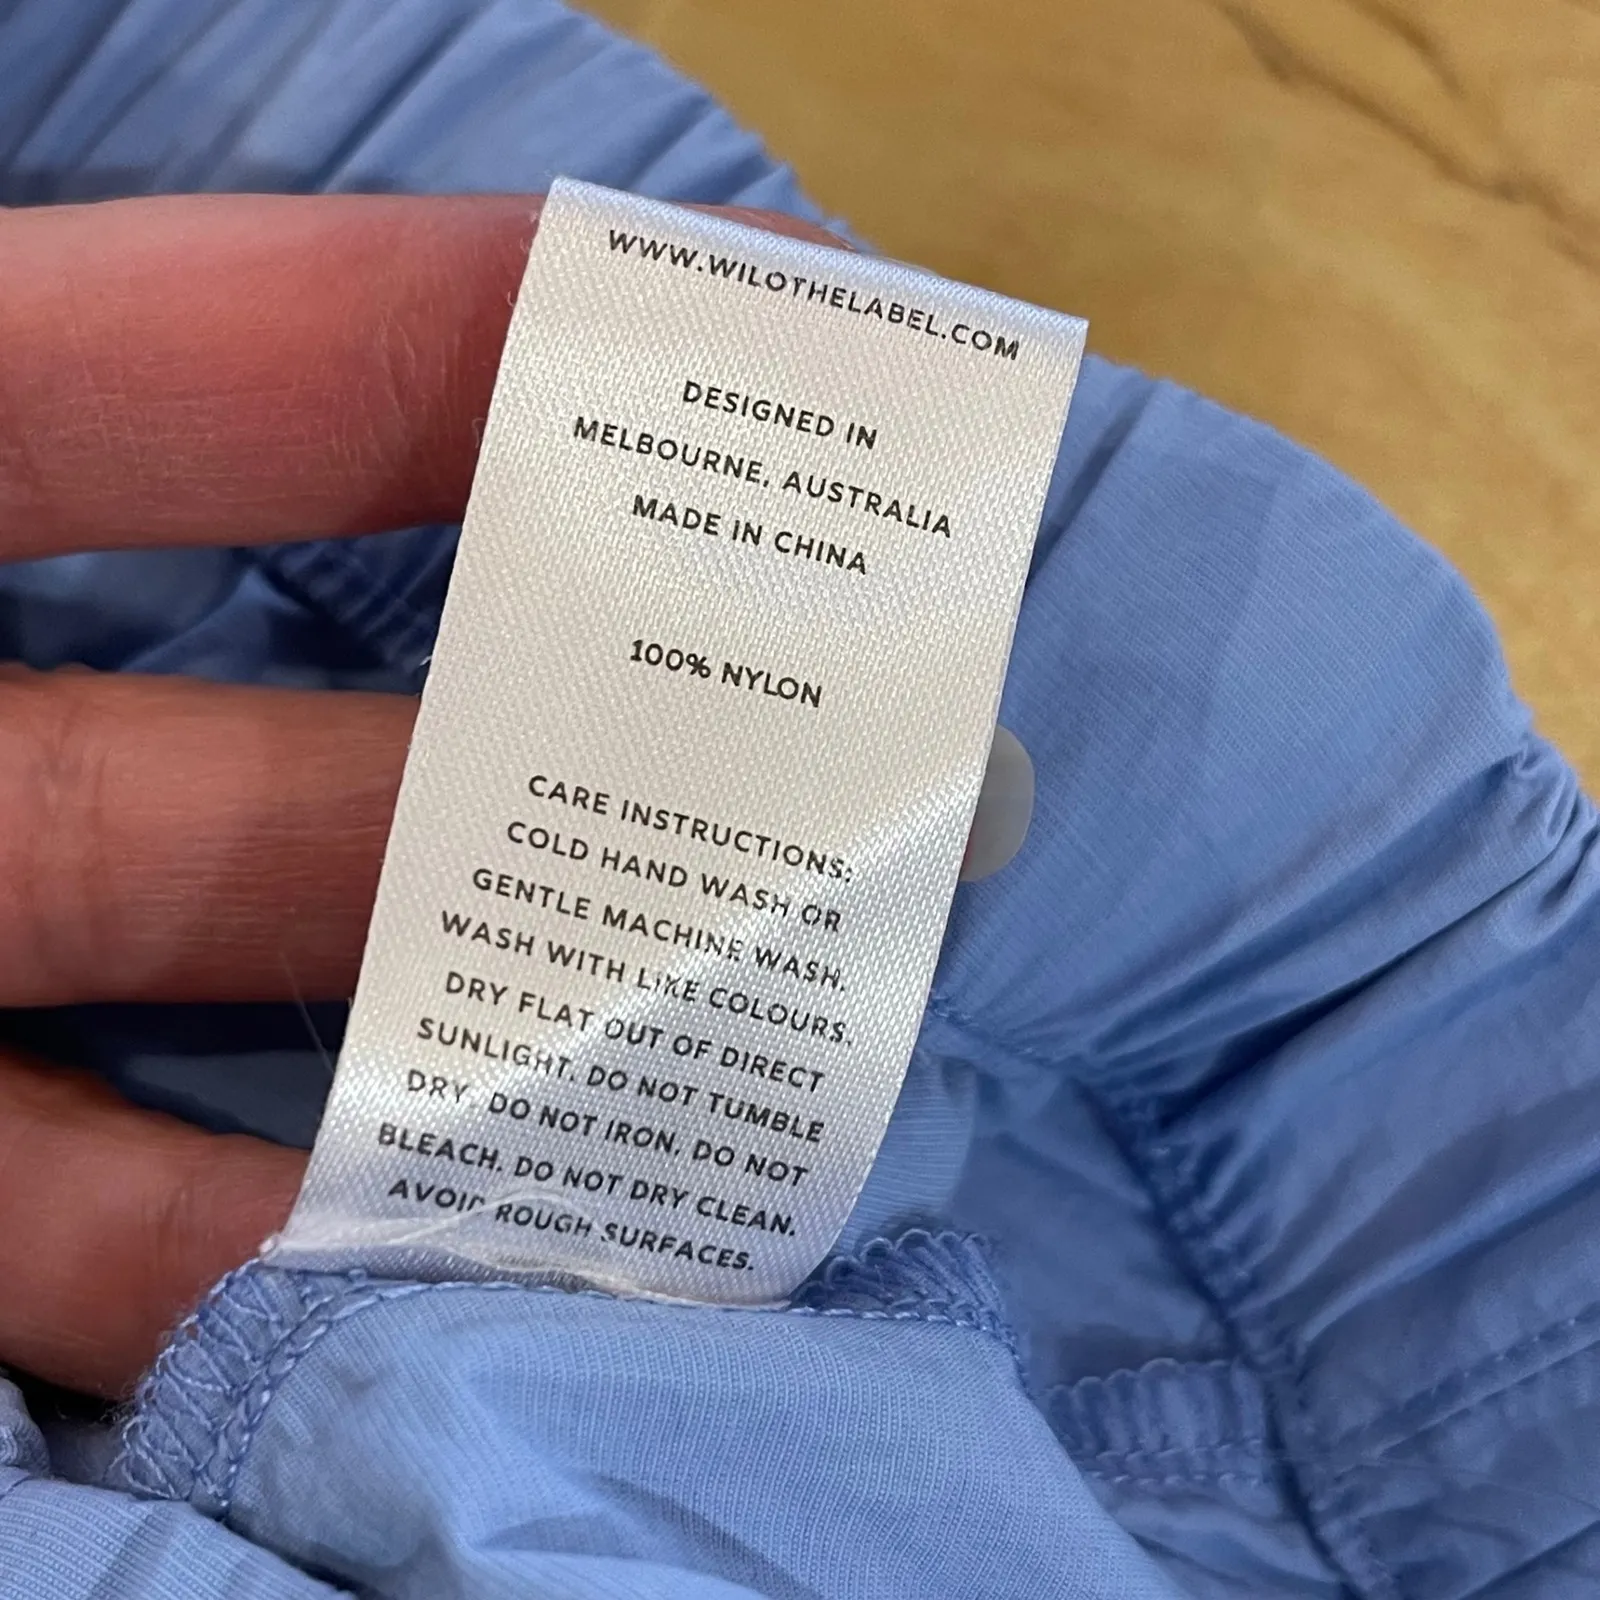 WWW.WILOTHELABEL.COM
DESIGNED IN
MELBOURNE, AUSTRALIA
MADE IN CHINA
100% NYLON
CARE INSTRUCTIONS:
COLD HAND WASH OR
GENTLE MACHINE WASH.
WASH WITH LIKE COLOURS.
DRY FLAT OUT OF DIRECT
SUNLIGHT. DO NOT TUMBLE
DRY. DO NOT IRON. DO NOT
BLEACH. DO NOT DRY CLEAN.
AVOID ROUGH SURFACES.